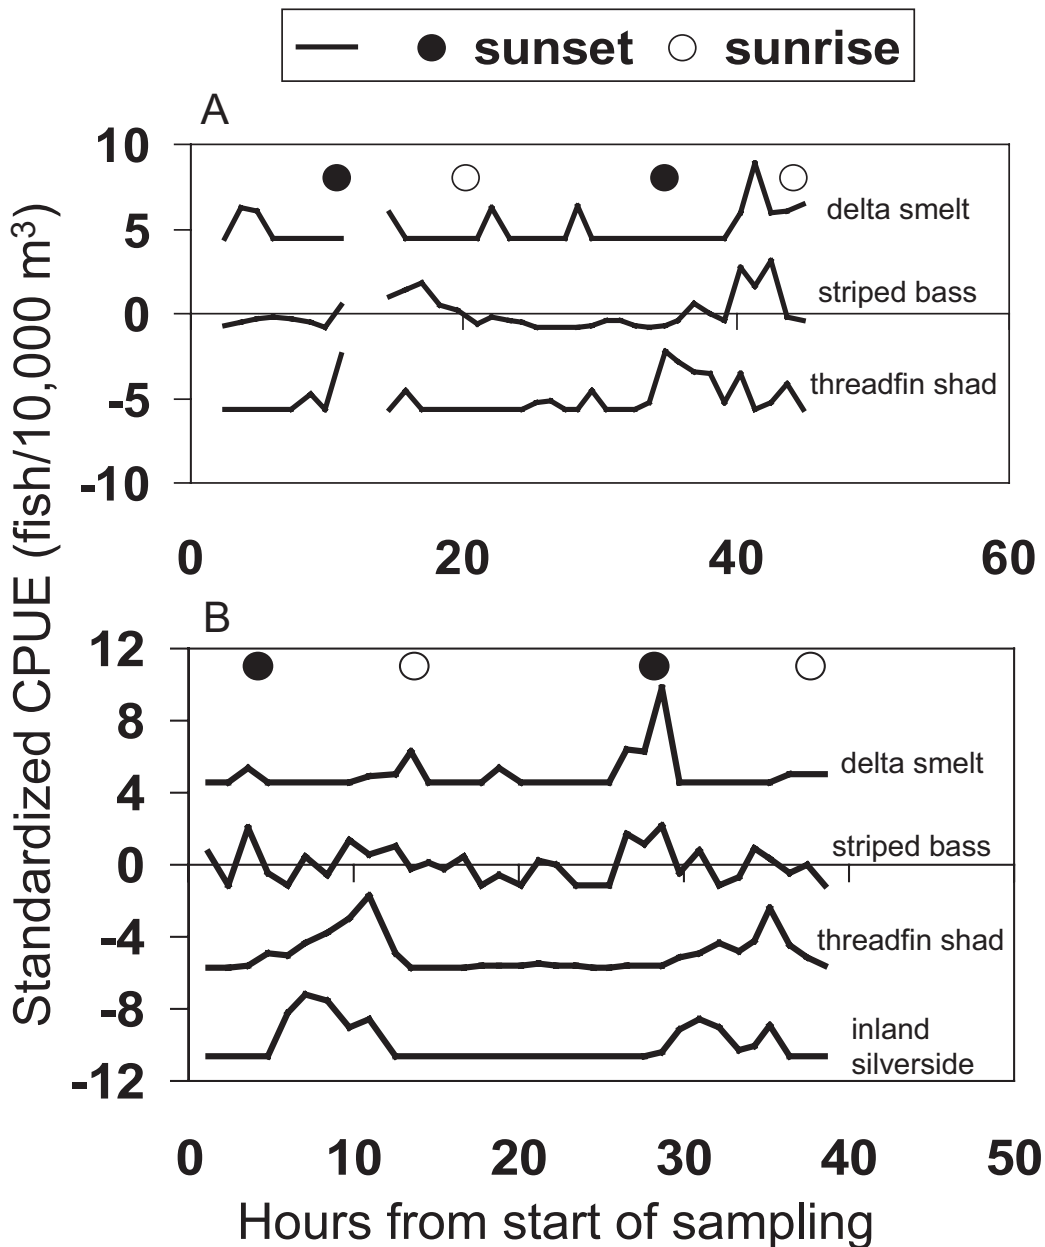 sunset sunrise
A
Standardized CPUE (fish/10,000 m³)
10
5
0
-5
-10
delta smelt
striped bass
threadfin shad
0 20 40 60
B
12
8
4
0
-4
-8
-12
delta smelt
striped bass
threadfin shad
inland
silverside
0 10 20 30 40 50
Hours from start of sampling